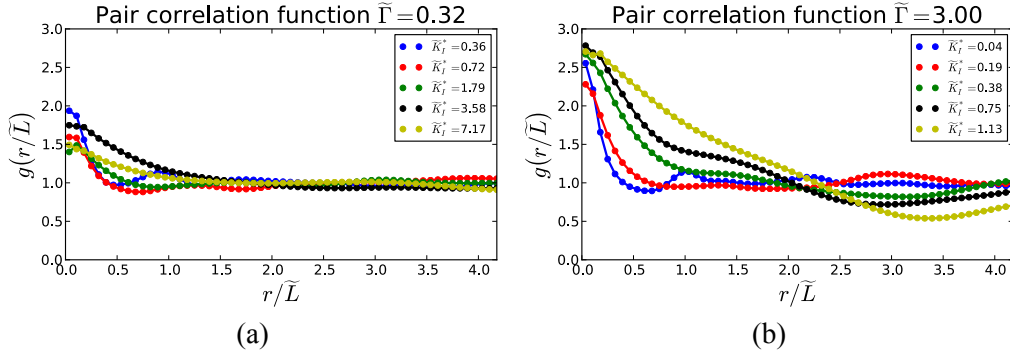 Pair correlation function Γ̃ = 0.32
3.0
2.5
2.0
1.5
1.0
0.5
0.0
g(r/L̃)
K̃*_I = 0.36
K̃*_I = 0.72
K̃*_I = 1.79
K̃*_I = 3.58
K̃*_I = 7.17
0.0 0.5 1.0 1.5 2.0 2.5 3.0 3.5 4.0
r/L̃
(a)
Pair correlation function Γ̃ = 3.00
3.0
2.5
2.0
1.5
1.0
0.5
0.0
g(r/L̃)
K̃*_I = 0.04
K̃*_I = 0.19
K̃*_I = 0.38
K̃*_I = 0.75
K̃*_I = 1.13
0.0 0.5 1.0 1.5 2.0 2.5 3.0 3.5 4.0
r/L̃
(b)